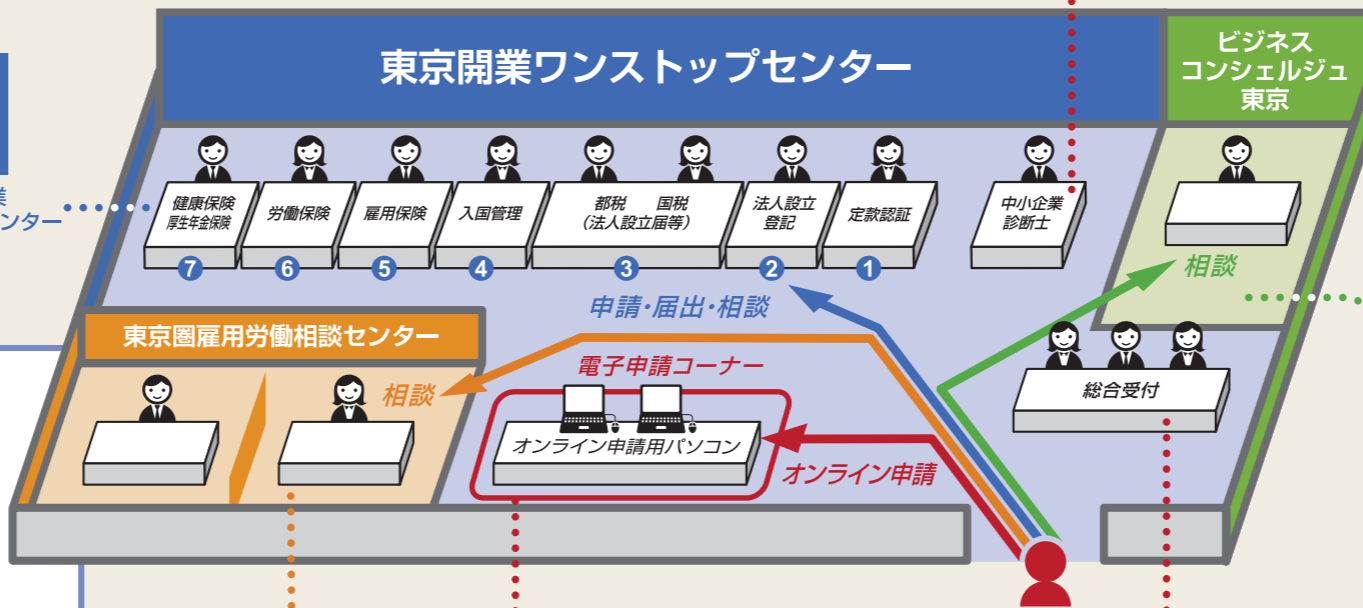 東京開業ワンストップセンター
ビジネス
コンシェルジュ
東京
業
ンター
健康保険
厚生年金保険
労働保険
雇用保険
入国管理
都税 国税
(法人設立届等)
法人設立
登記
定款認証
中小企業
診断士
7
6
5
4
3
2
1
相談
申請・届出・相談
東京圏雇用労働相談センター
電子申請コーナー
相談
総合受付
オンライン申請用パソコン
オンライン申請